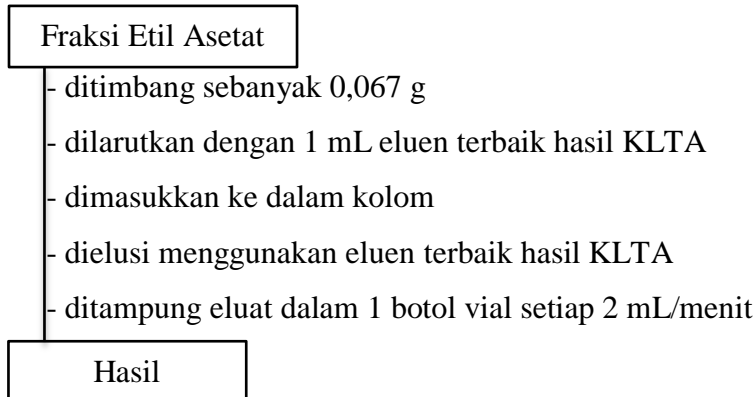 Fraksi Etil Asetat
- ditimbang sebanyak 0,067 g
- dilarutkan dengan 1 mL eluen terbaik hasil KLTA
- dimasukkan ke dalam kolom
- dielusi menggunakan eluen terbaik hasil KLTA
- ditampung eluat dalam 1 botol vial setiap 2 mL/menit
Hasil